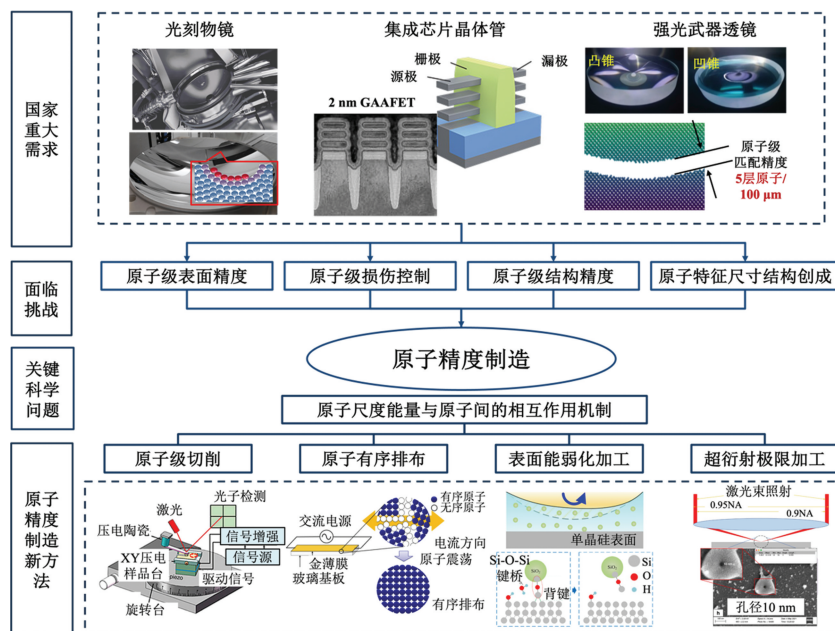 国家
重大
需求
光刻物镜
集成芯片晶体管
强光武器透镜
栅极
源极
漏极
2 nm GAAFET
凸锥
凹锥
原子级
匹配精度
5层原子/
100 μm
面临
挑战
原子级表面精度
原子级损伤控制
原子级结构精度
原子特征尺寸结构创成
关键
科学
问题
原子精度制造
原子尺度能量与原子间的相互作用机制
原子
精度
制造
新方
法
原子级切削
原子有序排布
表面能弱化加工
超衍射极限加工
光子检测
激光
压电陶瓷
信号增强
信号源
XY压电
样品台
piezo
驱动信号
旋转台
有序原子
无序原子
交流电源
电流方向
原子震荡
金薄膜
玻璃基板
有序排布
单晶硅表面
Si-O-Si
键桥
SiO₂
背键
SiO₂
Si
O
H
激光束照射
0.95NA
0.9NA
孔径10 nm